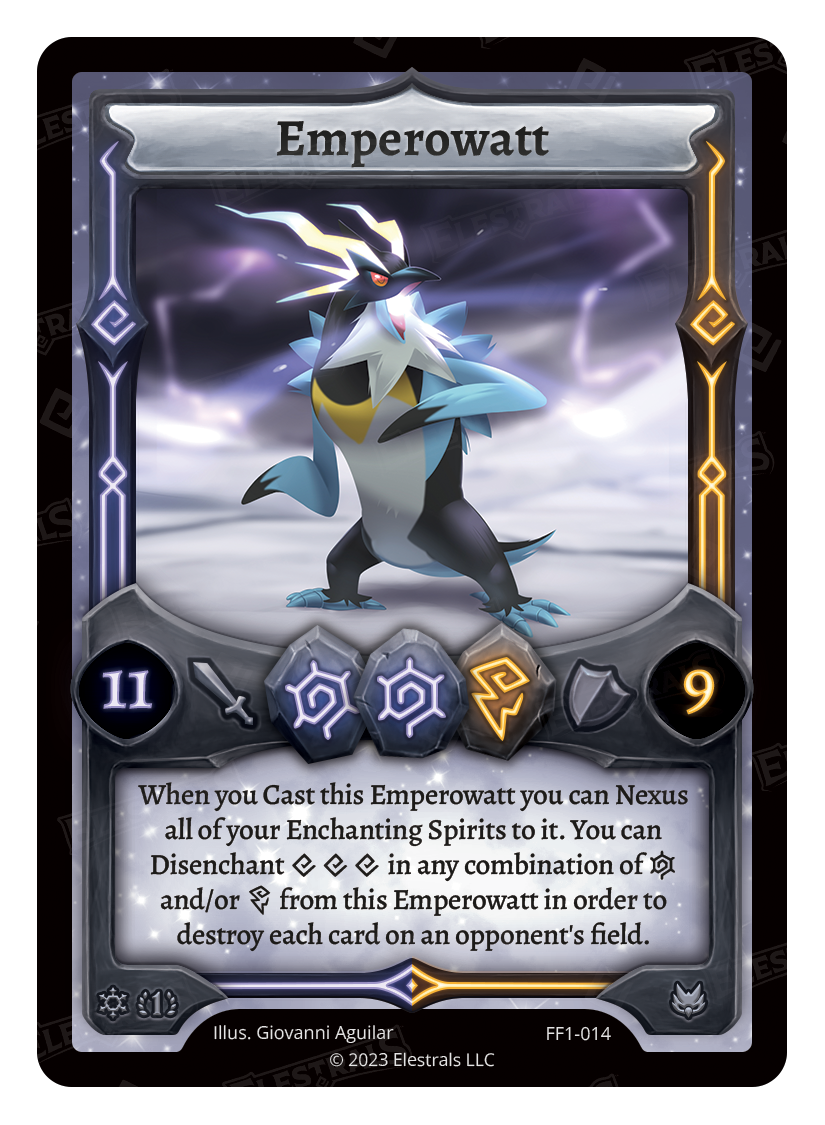 Emperowatt
11
9
When you Cast this Emperowatt you can Nexus
all of your Enchanting Spirits to it. You can
Disenchant in any combination of
and/or from this Emperowatt in order to
destroy each card on an opponent's field.
1
Illus. Giovanni Aguilar
FF1-014
© 2023 Elestrals LLC